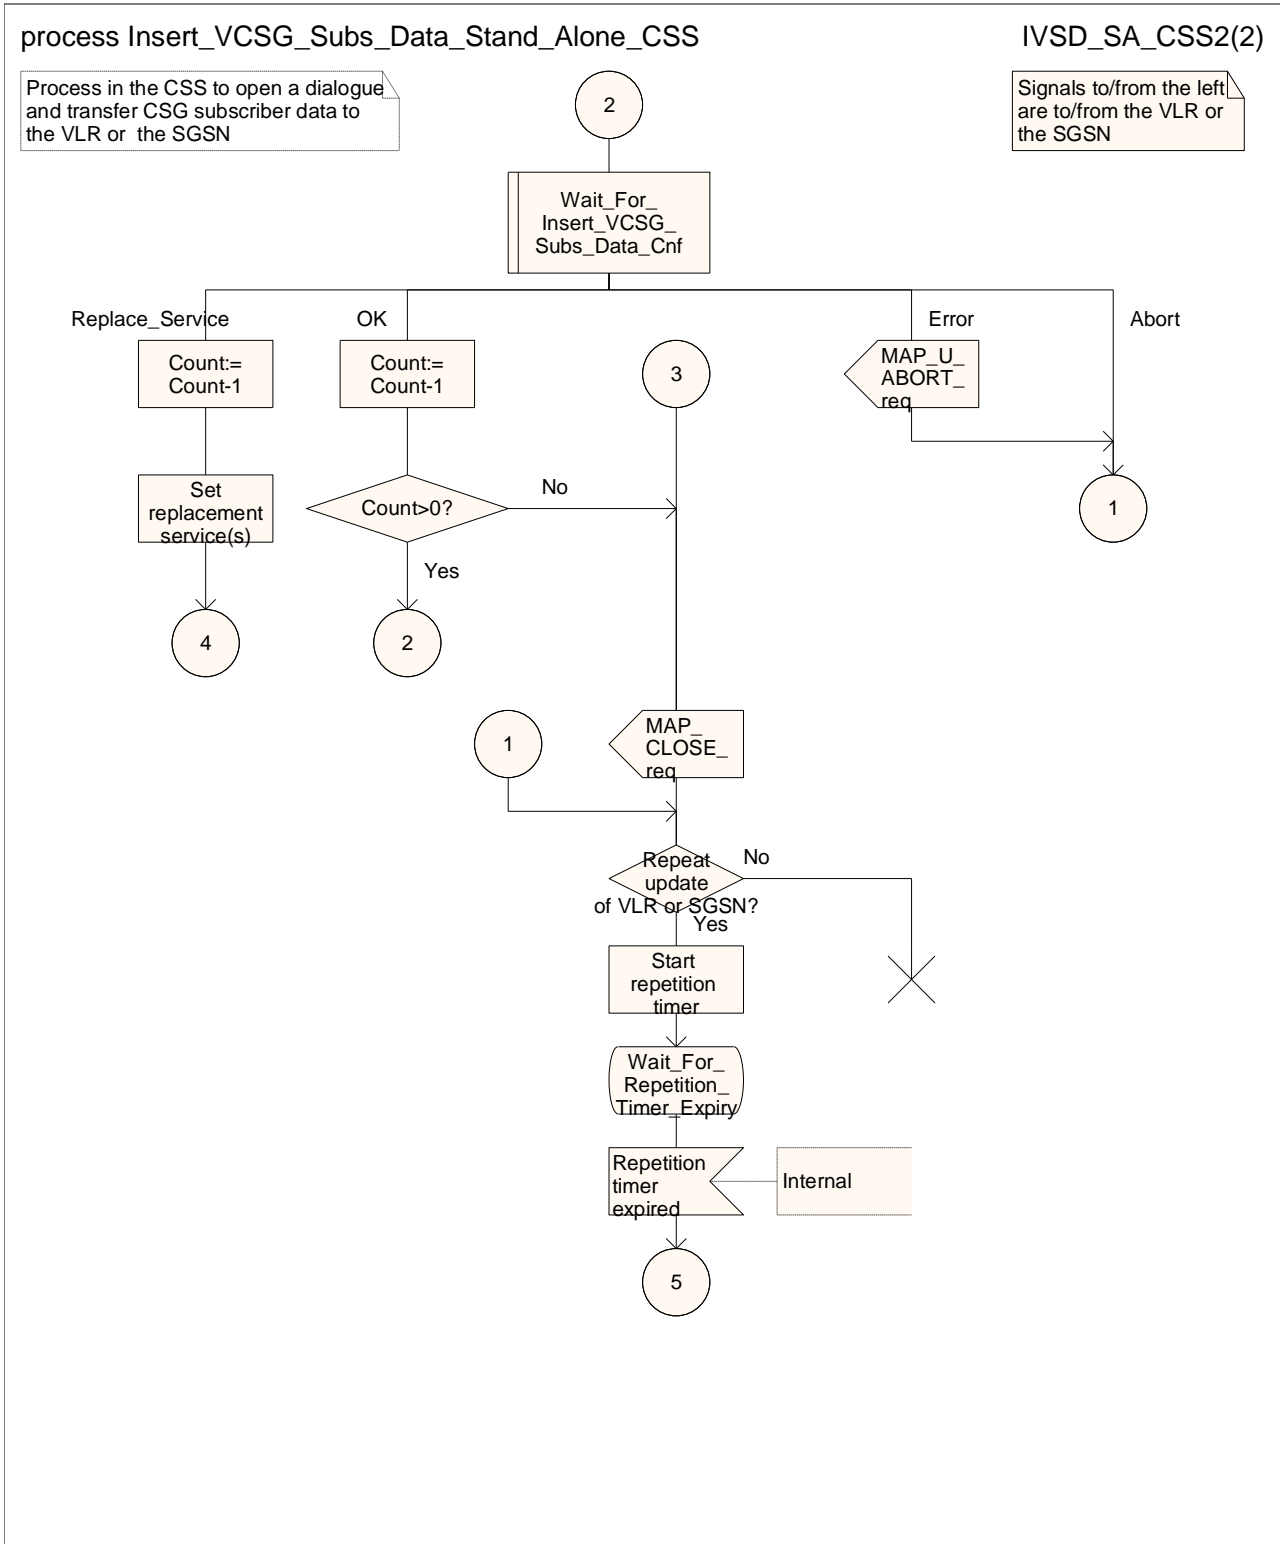 process Insert_VCSG_Subs_Data_Stand_Alone_CSS
IVSD_SA_CSS2(2)
Process in the CSS to open a dialogue
and transfer CSG subscriber data to
the VLR or  the SGSN
2
Signals to/from the left
are to/from the VLR or
the SGSN
Wait_For_
Insert_VCSG_
Subs_Data_Cnf
Replace_Service
OK
Error
Abort
Count:=
Count-1
Count:=
Count-1
3
MAP_U_
ABORT_
req
Set
replacement
service(s)
Count>0?
No
1
Yes
4
2
1
MAP_
CLOSE_
req
Repeat
update
of VLR or SGSN?
No
Yes
Start
repetition
timer
Wait_For_
Repetition_
Timer_Expiry
Repetition
timer
expired
Internal
5